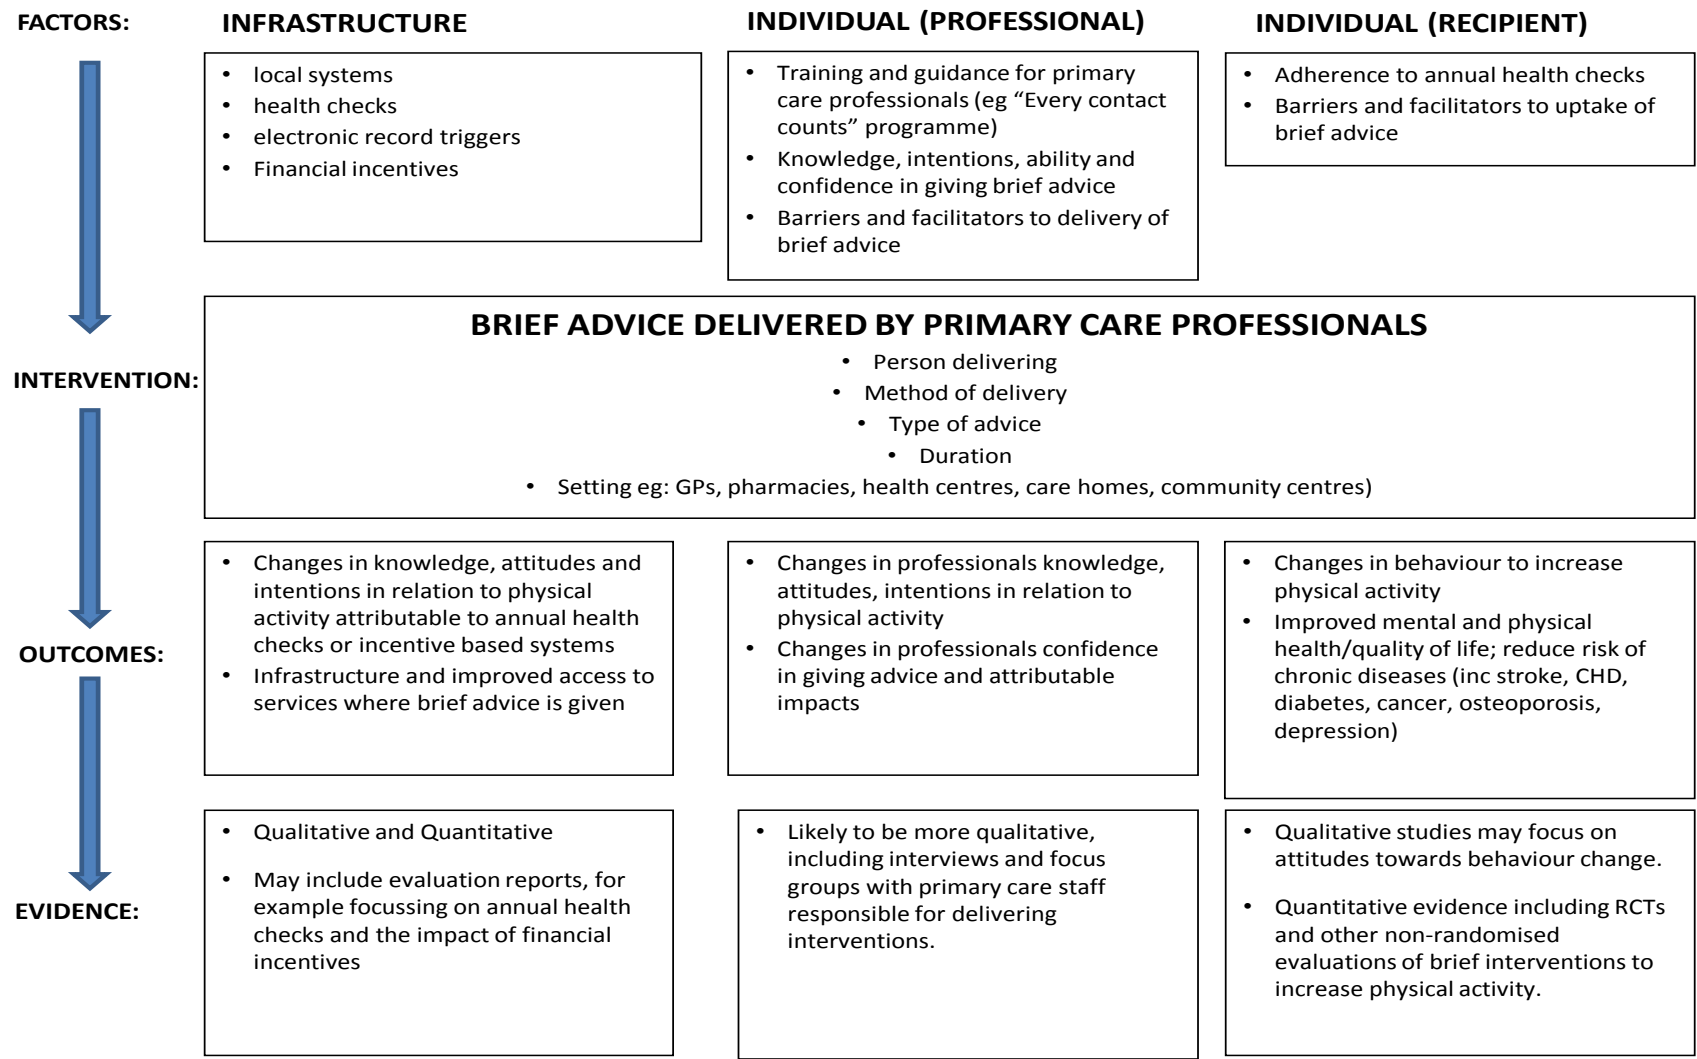 FACTORS:
INFRASTRUCTURE
INDIVIDUAL (PROFESSIONAL)
INDIVIDUAL (RECIPIENT)
• local systems
• health checks
• electronic record triggers
• Financial incentives
• Training and guidance for primary
care professionals (eg “Every contact
counts” programme)
• Knowledge, intentions, ability and
confidence in giving brief advice
• Barriers and facilitators to delivery of
brief advice
• Adherence to annual health checks
• Barriers and facilitators to uptake of
brief advice
INTERVENTION:
BRIEF ADVICE DELIVERED BY PRIMARY CARE PROFESSIONALS
• Person delivering
• Method of delivery
• Type of advice
• Duration
• Setting eg: GPs, pharmacies, health centres, care homes, community centres)
OUTCOMES:
• Changes in knowledge, attitudes and
intentions in relation to physical
activity attributable to annual health
checks or incentive based systems
• Infrastructure and improved access to
services where brief advice is given
• Changes in professionals knowledge,
attitudes, intentions in relation to
physical activity
• Changes in professionals confidence
in giving advice and attributable
impacts
• Changes in behaviour to increase
physical activity
• Improved mental and physical
health/quality of life; reduce risk of
chronic diseases (inc stroke, CHD,
diabetes, cancer, osteoporosis,
depression)
EVIDENCE:
• Qualitative and Quantitative
• May include evaluation reports, for
example focussing on annual health
checks and the impact of financial
incentives
• Likely to be more qualitative,
including interviews and focus
groups with primary care staff
responsible for delivering
interventions.
• Qualitative studies may focus on
attitudes towards behaviour change.
• Quantitative evidence including RCTs
and other non-randomised
evaluations of brief interventions to
increase physical activity.